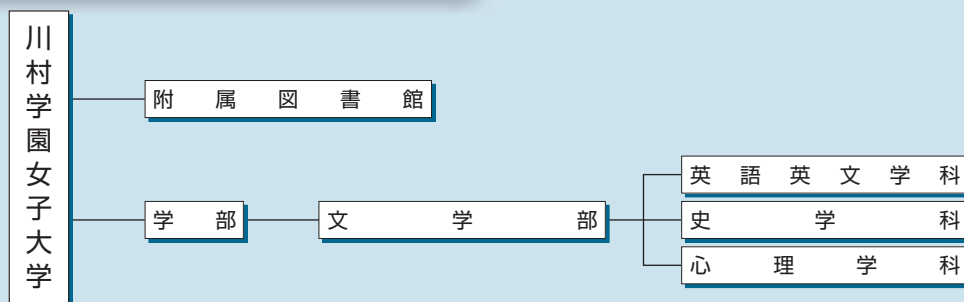 川村学園女子大学
附属図書館
学部
文学部
英語英文学科
史学科
心理学科